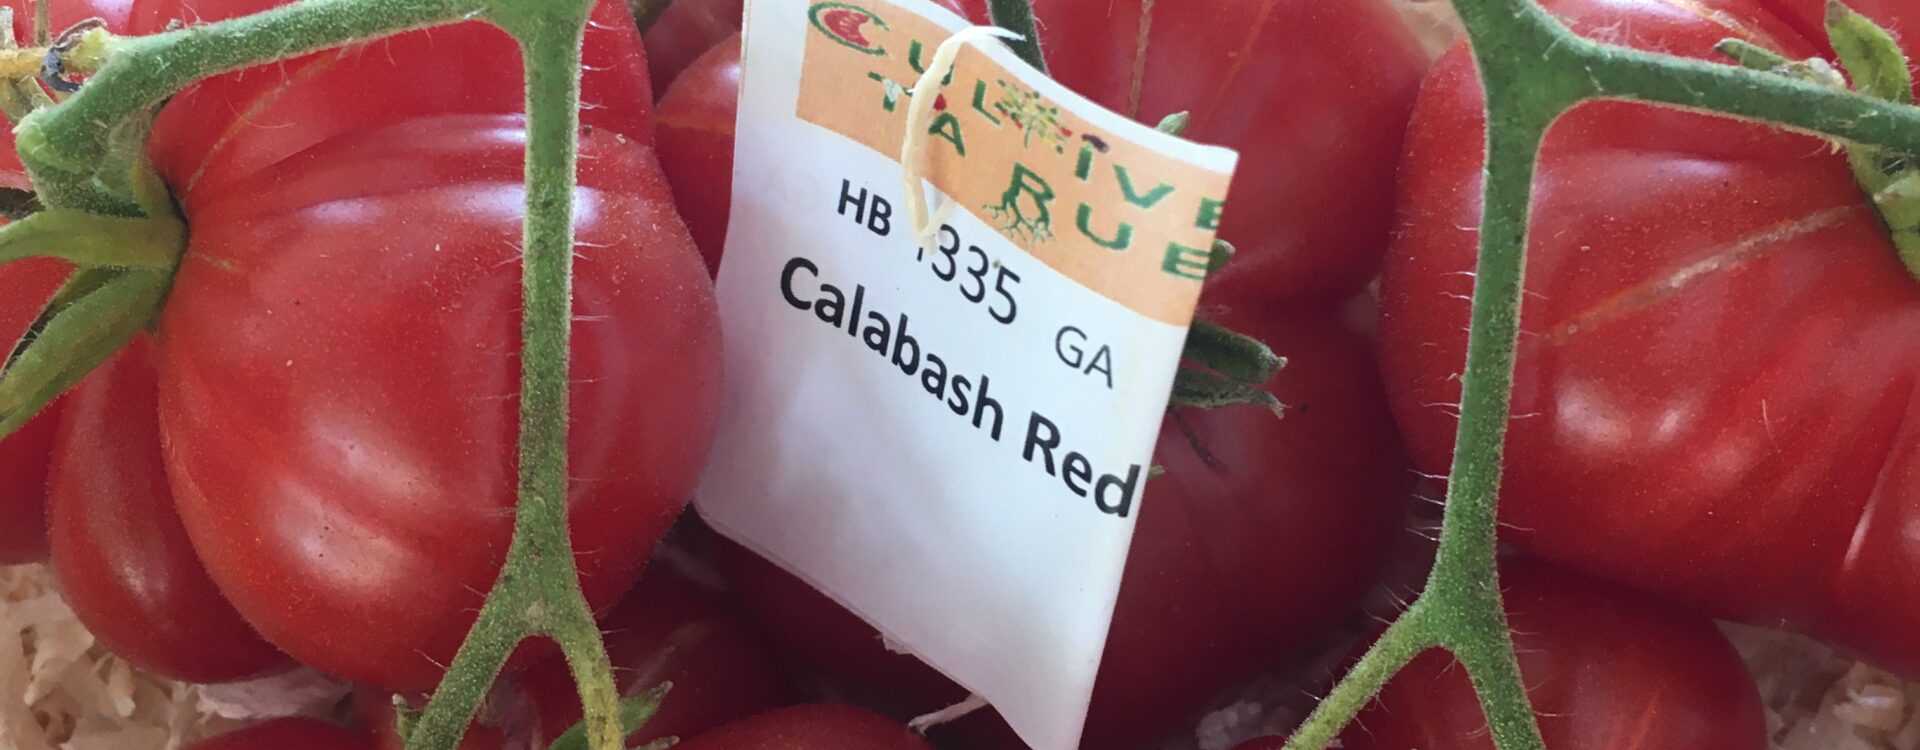 CULTIVE
TA RUE
HB 1335 GA
Calabash Red